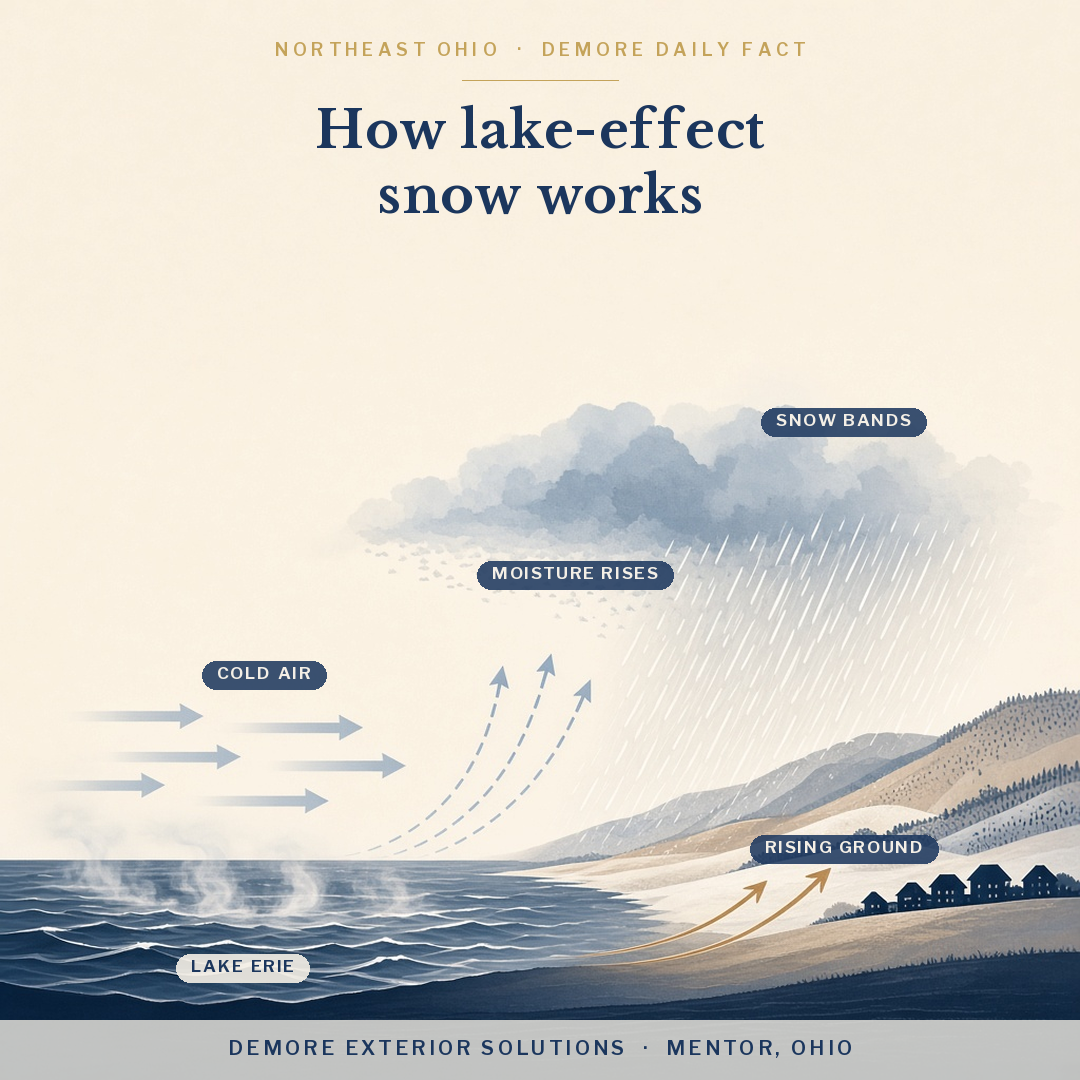 NORTHEAST OHIO · DEMORE DAILY FACT
How lake-effect
snow works
SNOW BANDS
MOISTURE RISES
COLD AIR
RISING GROUND
LAKE ERIE
DEMORE EXTERIOR SOLUTIONS · MENTOR, OHIO